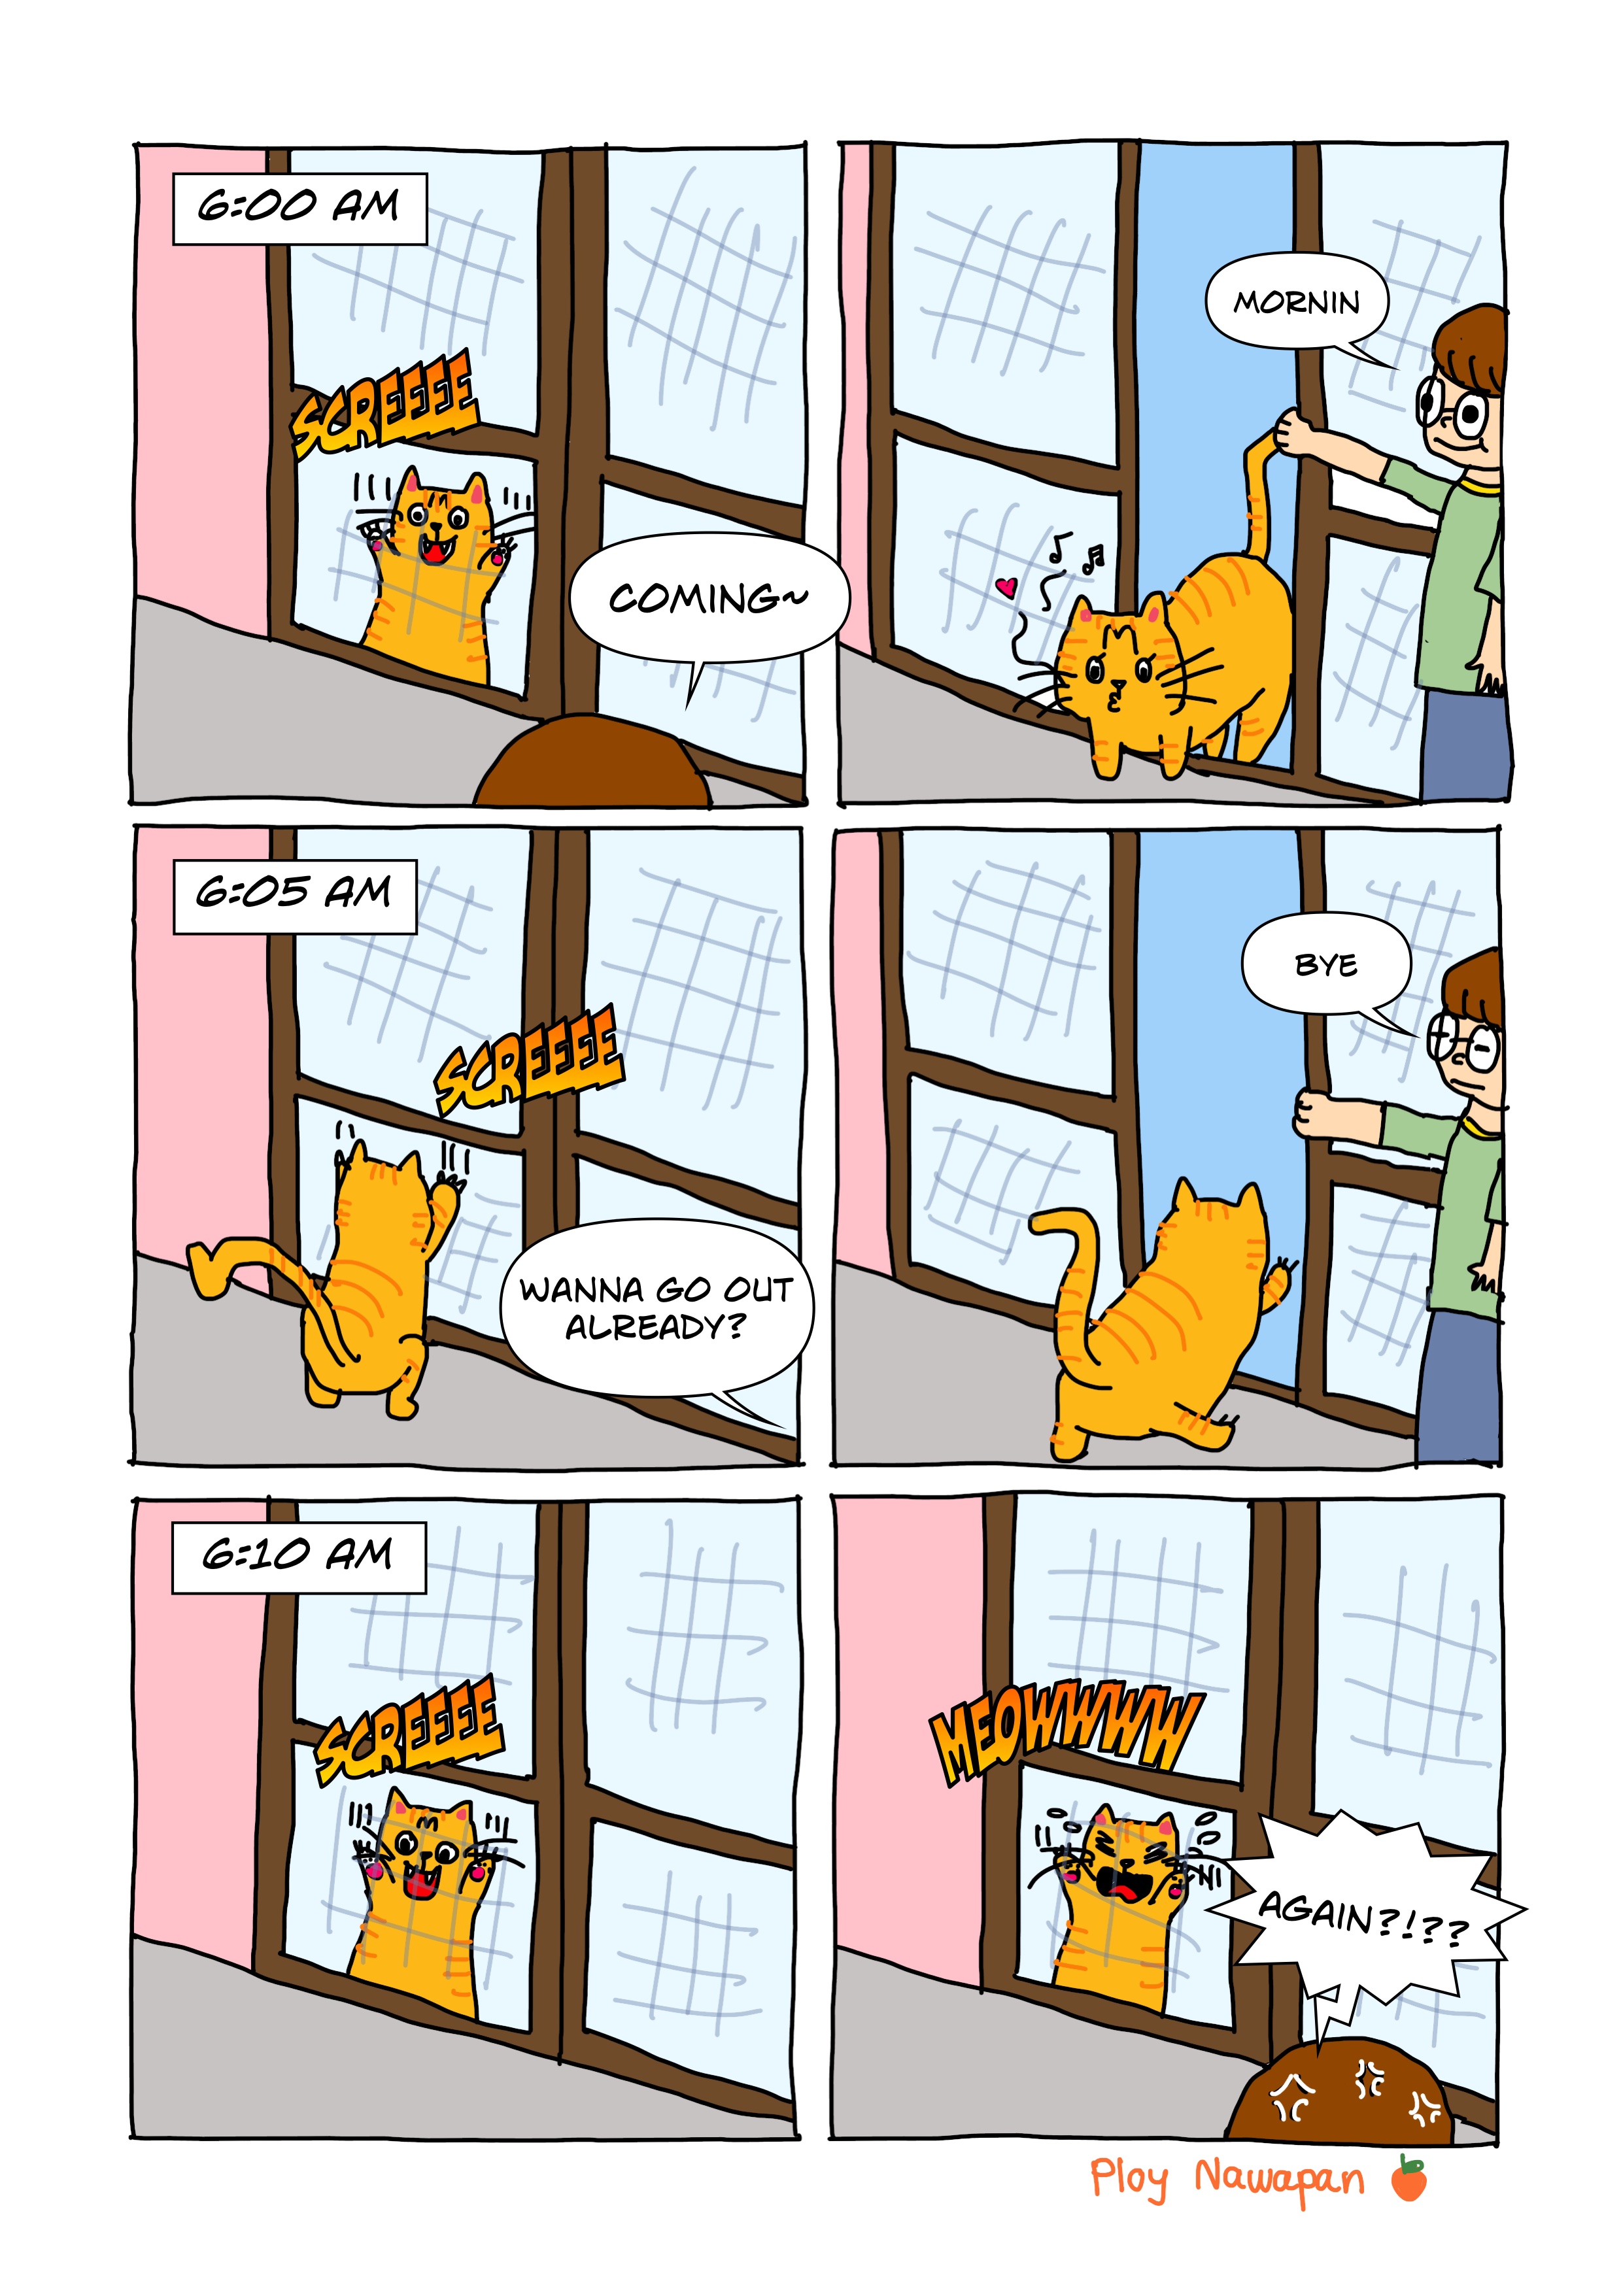 6:00 AM
SCREEEE
COMING~
MORNIN
6:05 AM
SCREEEE
WANNA GO OUT
ALREADY?
BYE
6:10 AM
SCREEEE
MEOWWWW
AGAIN?!??
Ploy Nawapan